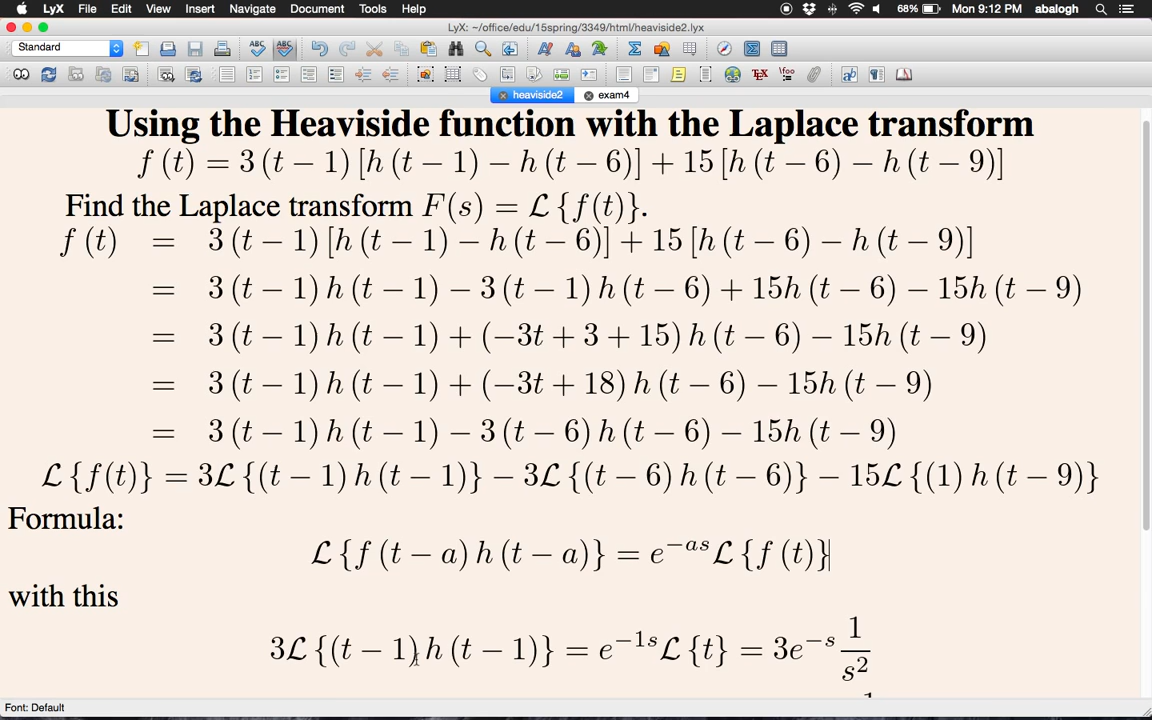 LyX File Edit View Insert Navigate Document Tools Help 68% Mon 9:12 PM abalogh
LyX: ~/office/edu/15spring/3349/html/heaviside2.lyx
Standard
heaviside2 exam4
Using the Heaviside function with the Laplace transform
f (t) = 3 (t − 1) [h (t − 1) − h (t − 6)] + 15 [h (t − 6) − h (t − 9)]
Find the Laplace transform F(s) = ℒ {f(t)}.
f (t) = 3 (t − 1) [h (t − 1) − h (t − 6)] + 15 [h (t − 6) − h (t − 9)]
= 3 (t − 1) h (t − 1) − 3 (t − 1) h (t − 6) + 15h (t − 6) − 15h (t − 9)
= 3 (t − 1) h (t − 1) + (−3t + 3 + 15) h (t − 6) − 15h (t − 9)
= 3 (t − 1) h (t − 1) + (−3t + 18) h (t − 6) − 15h (t − 9)
= 3 (t − 1) h (t − 1) − 3 (t − 6) h (t − 6) − 15h (t − 9)
ℒ {f(t)} = 3ℒ {(t − 1) h (t − 1)} − 3ℒ {(t − 6) h (t − 6)} − 15ℒ {(1) h (t − 9)}
Formula:
ℒ {f (t − a) h (t − a)} = e^{−as}ℒ {f (t)}
with this
3ℒ {(t − 1) h (t − 1)} = e^{−1s}ℒ {t} = 3e^{−s} 1/s²
Font: Default